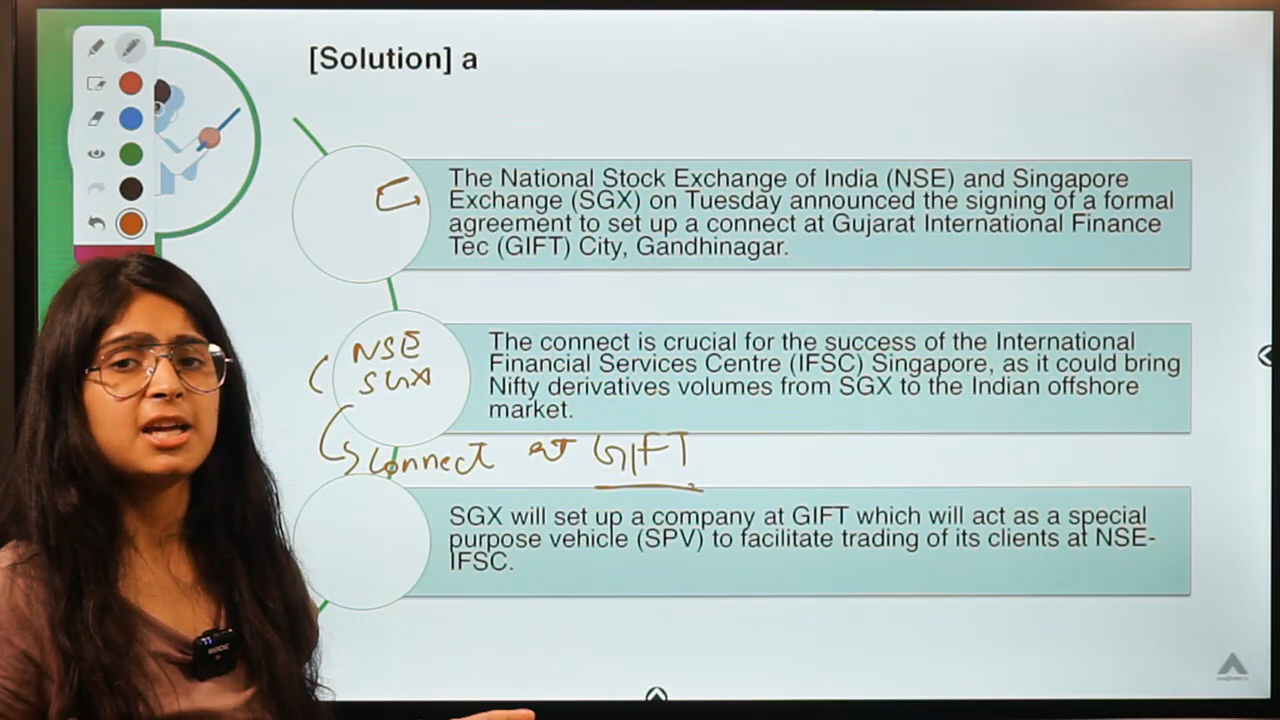 [Solution] a
The National Stock Exchange of India (NSE) and Singapore
Exchange (SGX) on Tuesday announced the signing of a formal
agreement to set up a connect at Gujarat International Finance
Tec (GIFT) City, Gandhinagar.
NSE
SGX
The connect is crucial for the success of the International
Financial Services Centre (IFSC) Singapore, as it could bring
Nifty derivatives volumes from SGX to the Indian offshore
market.
Connect at GIFT
SGX will set up a company at GIFT which will act as a special
purpose vehicle (SPV) to facilitate trading of its clients at NSE-
IFSC.